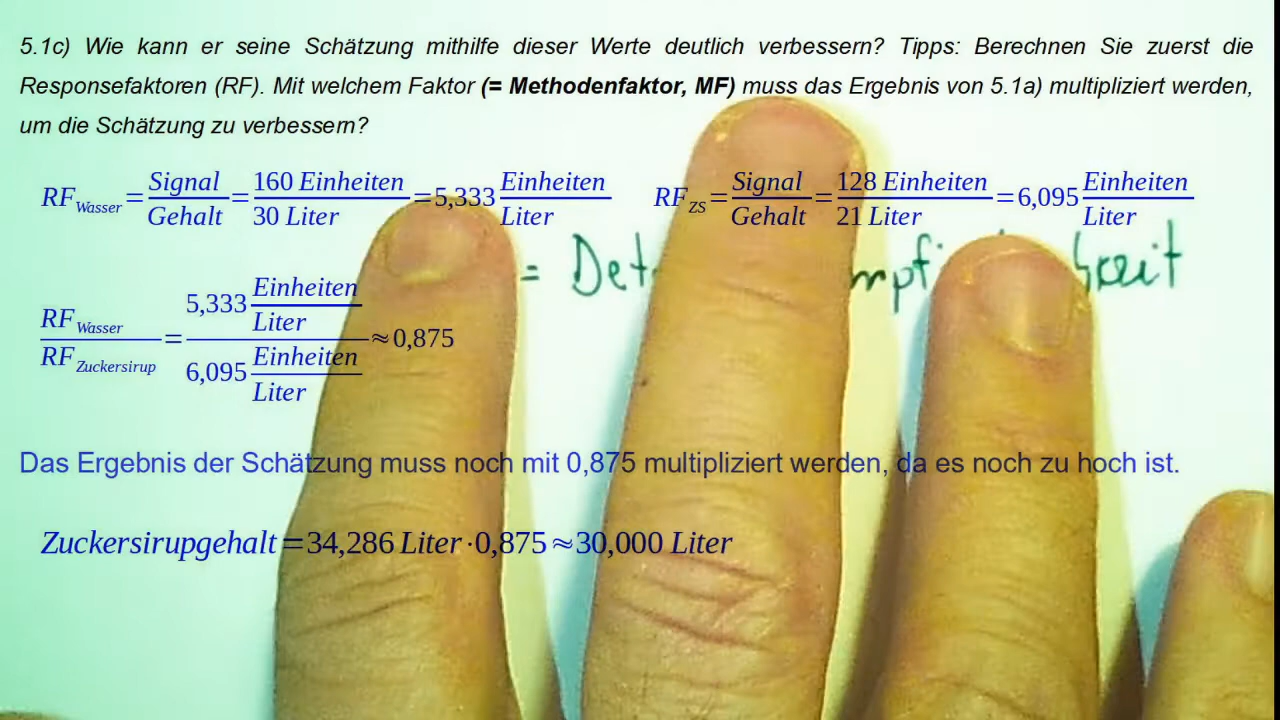 5.1c) Wie kann er seine Schätzung mithilfe dieser Werte deutlich verbessern? Tipps: Berechnen Sie zuerst die
Responsefaktoren (RF). Mit welchem Faktor (= Methodenfaktor, MF) muss das Ergebnis von 5.1a) multipliziert werden,
um die Schätzung zu verbessern?
RF_Wasser = Signal/Gehalt = 160 Einheiten/30 Liter = 5,333 Einheiten/Liter RF_ZS = Signal/Gehalt = 128 Einheiten/21 Liter = 6,095 Einheiten/Liter
=
RF_Wasser/RF_Zuckersirup = (5,333 Einheiten/Liter)/(6,095 Einheiten/Liter) ≈ 0,875
Das Ergebnis der Schätzung muss noch mit 0,875 multipliziert werden, da es noch zu hoch ist.
Zuckersirupgehalt = 34,286 Liter · 0,875 ≈ 30,000 Liter